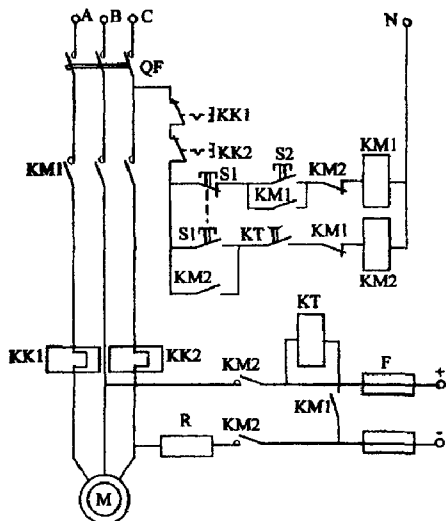 A B C N
QF
KK1
KK2 KM1
KM1 S1 S2 KM2
KM1
S1 KT KM1
KM2 KM2
KT
KK1 KK2 KM2 F +
KM1
R KM2 -
M